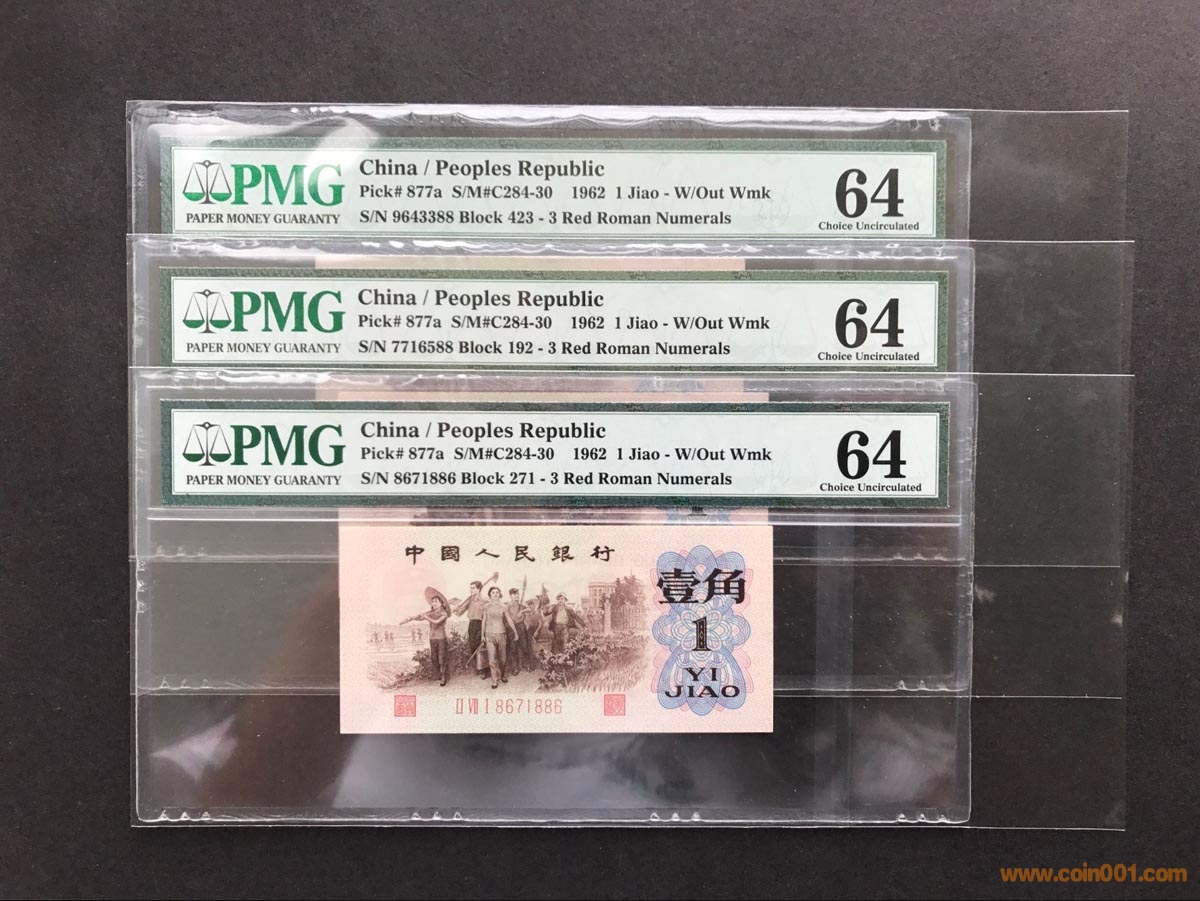 PMG
PAPER MONEY GUARANTY
China / Peoples Republic
Pick# 877a S/M#C284-30 1962 1 Jiao - W/Out Wmk
S/N 9643388 Block 423 - 3 Red Roman Numerals
64
Choice Uncirculated
PMG
PAPER MONEY GUARANTY
China / Peoples Republic
Pick# 877a S/M#C284-30 1962 1 Jiao - W/Out Wmk
S/N 7716588 Block 192 - 3 Red Roman Numerals
64
Choice Uncirculated
PMG
PAPER MONEY GUARANTY
China / Peoples Republic
Pick# 877a S/M#C284-30 1962 1 Jiao - W/Out Wmk
S/N 8671886 Block 271 - 3 Red Roman Numerals
64
Choice Uncirculated
中國人民銀行
壹角
1
YI
JIAO
II VII I 8671886
www.coin001.com